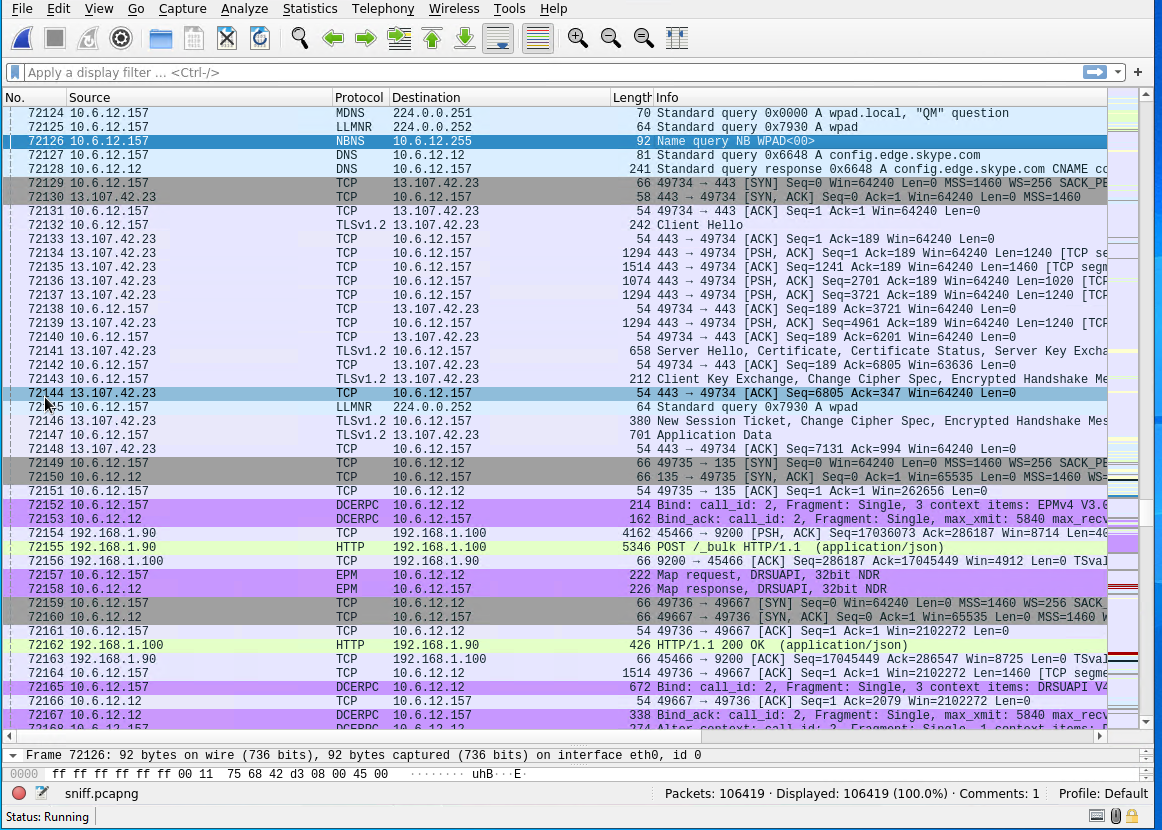 File Edit View Go Capture Analyze Statistics Telephony Wireless Tools Help
Apply a display filter … <Ctrl-/>
No. Source Protocol Destination Length Info
72124 10.6.12.157 MDNS 224.0.0.251 70 Standard query 0x0000 A wpad.local, "QM" question
72125 10.6.12.157 LLMNR 224.0.0.252 64 Standard query 0x7930 A wpad
72126 10.6.12.157 NBNS 10.6.12.255 92 Name query NB WPAD<00>
72127 10.6.12.157 DNS 10.6.12.12 81 Standard query 0x6648 A config.edge.skype.com
72128 10.6.12.12 DNS 10.6.12.157 241 Standard query response 0x6648 A config.edge.skype.com CNAME co
72129 10.6.12.157 TCP 13.107.42.23 66 49734 → 443 [SYN] Seq=0 Win=64240 Len=0 MSS=1460 WS=256 SACK_PE
72130 13.107.42.23 TCP 10.6.12.157 58 443 → 49734 [SYN, ACK] Seq=0 Ack=1 Win=64240 Len=0 MSS=1460
72131 10.6.12.157 TCP 13.107.42.23 54 49734 → 443 [ACK] Seq=1 Ack=1 Win=64240 Len=0
72132 10.6.12.157 TLSv1.2 13.107.42.23 242 Client Hello
72133 13.107.42.23 TCP 10.6.12.157 54 443 → 49734 [ACK] Seq=1 Ack=189 Win=64240 Len=0
72134 13.107.42.23 TCP 10.6.12.157 1294 443 → 49734 [PSH, ACK] Seq=1 Ack=189 Win=64240 Len=1240 [TCP se
72135 13.107.42.23 TCP 10.6.12.157 1514 443 → 49734 [ACK] Seq=1241 Ack=189 Win=64240 Len=1460 [TCP segm
72136 13.107.42.23 TCP 10.6.12.157 1074 443 → 49734 [PSH, ACK] Seq=2701 Ack=189 Win=64240 Len=1020 [TCP
72137 13.107.42.23 TCP 10.6.12.157 1294 443 → 49734 [PSH, ACK] Seq=3721 Ack=189 Win=64240 Len=1240 [TCP
72138 10.6.12.157 TCP 13.107.42.23 54 49734 → 443 [ACK] Seq=189 Ack=3721 Win=64240 Len=0
72139 13.107.42.23 TCP 10.6.12.157 1294 443 → 49734 [PSH, ACK] Seq=4961 Ack=189 Win=64240 Len=1240 [TCP
72140 10.6.12.157 TCP 13.107.42.23 54 49734 → 443 [ACK] Seq=189 Ack=6201 Win=64240 Len=0
72141 13.107.42.23 TLSv1.2 10.6.12.157 658 Server Hello, Certificate, Certificate Status, Server Key Excha
72142 10.6.12.157 TCP 13.107.42.23 54 49734 → 443 [ACK] Seq=189 Ack=6805 Win=63636 Len=0
72143 10.6.12.157 TLSv1.2 13.107.42.23 212 Client Key Exchange, Change Cipher Spec, Encrypted Handshake Me
72144 13.107.42.23 TCP 10.6.12.157 54 443 → 49734 [ACK] Seq=6805 Ack=347 Win=64240 Len=0
10.6.12.157 LLMNR 224.0.0.252 64 Standard query 0x7930 A wpad
72146 13.107.42.23 TLSv1.2 10.6.12.157 380 New Session Ticket, Change Cipher Spec, Encrypted Handshake Mes
72147 10.6.12.157 TLSv1.2 13.107.42.23 701 Application Data
72148 13.107.42.23 TCP 10.6.12.157 54 443 → 49734 [ACK] Seq=7131 Ack=994 Win=64240 Len=0
72149 10.6.12.157 TCP 10.6.12.12 66 49735 → 135 [SYN] Seq=0 Win=64240 Len=0 MSS=1460 WS=256 SACK_PE
72150 10.6.12.12 TCP 10.6.12.157 66 135 → 49735 [SYN, ACK] Seq=0 Ack=1 Win=65535 Len=0 MSS=1460 WS=
72151 10.6.12.157 TCP 10.6.12.12 54 49735 → 135 [ACK] Seq=1 Ack=1 Win=262656 Len=0
72152 10.6.12.157 DCERPC 10.6.12.12 214 Bind: call_id: 2, Fragment: Single, 3 context items: EPMv4 V3.0
72153 10.6.12.12 DCERPC 10.6.12.157 162 Bind_ack: call_id: 2, Fragment: Single, max_xmit: 5840 max_recv
72154 192.168.1.90 TCP 192.168.1.100 4162 45466 → 9200 [PSH, ACK] Seq=17036073 Ack=286187 Win=8714 Len=40
72155 192.168.1.90 HTTP 192.168.1.100 5346 POST /_bulk HTTP/1.1 (application/json)
72156 192.168.1.100 TCP 192.168.1.90 66 9200 → 45466 [ACK] Seq=286187 Ack=17045449 Win=4912 Len=0 TSval
72157 10.6.12.157 EPM 10.6.12.12 222 Map request, DRSUAPI, 32bit NDR
72158 10.6.12.12 EPM 10.6.12.157 226 Map response, DRSUAPI, 32bit NDR
72159 10.6.12.157 TCP 10.6.12.12 66 49736 → 49667 [SYN] Seq=0 Win=64240 Len=0 MSS=1460 WS=256 SACK_
72160 10.6.12.12 TCP 10.6.12.157 66 49667 → 49736 [SYN, ACK] Seq=0 Ack=1 Win=65535 Len=0 MSS=1460 W
72161 10.6.12.157 TCP 10.6.12.12 54 49736 → 49667 [ACK] Seq=1 Ack=1 Win=2102272 Len=0
72162 192.168.1.100 HTTP 192.168.1.90 426 HTTP/1.1 200 OK (application/json)
72163 192.168.1.90 TCP 192.168.1.100 66 45466 → 9200 [ACK] Seq=17045449 Ack=286547 Win=8725 Len=0 TSval
72164 10.6.12.157 TCP 10.6.12.12 1514 49736 → 49667 [ACK] Seq=1 Ack=1 Win=2102272 Len=1460 [TCP segme
72165 10.6.12.157 DCERPC 10.6.12.12 672 Bind: call_id: 2, Fragment: Single, 3 context items: DRSUAPI V4
72166 10.6.12.12 TCP 10.6.12.157 54 49667 → 49736 [ACK] Seq=1 Ack=2079 Win=2102272 Len=0
72167 10.6.12.12 DCERPC 10.6.12.157 338 Bind_ack: call_id: 2, Fragment: Single, max_xmit: 5840 max_recv
Frame 72126: 92 bytes on wire (736 bits), 92 bytes captured (736 bits) on interface eth0, id 0
0000 ff ff ff ff ff ff 00 11 75 68 42 d3 08 00 45 00 ········ uhB···E·
sniff.pcapng Packets: 106419 · Displayed: 106419 (100.0%) · Comments: 1 Profile: Default
Status: Running